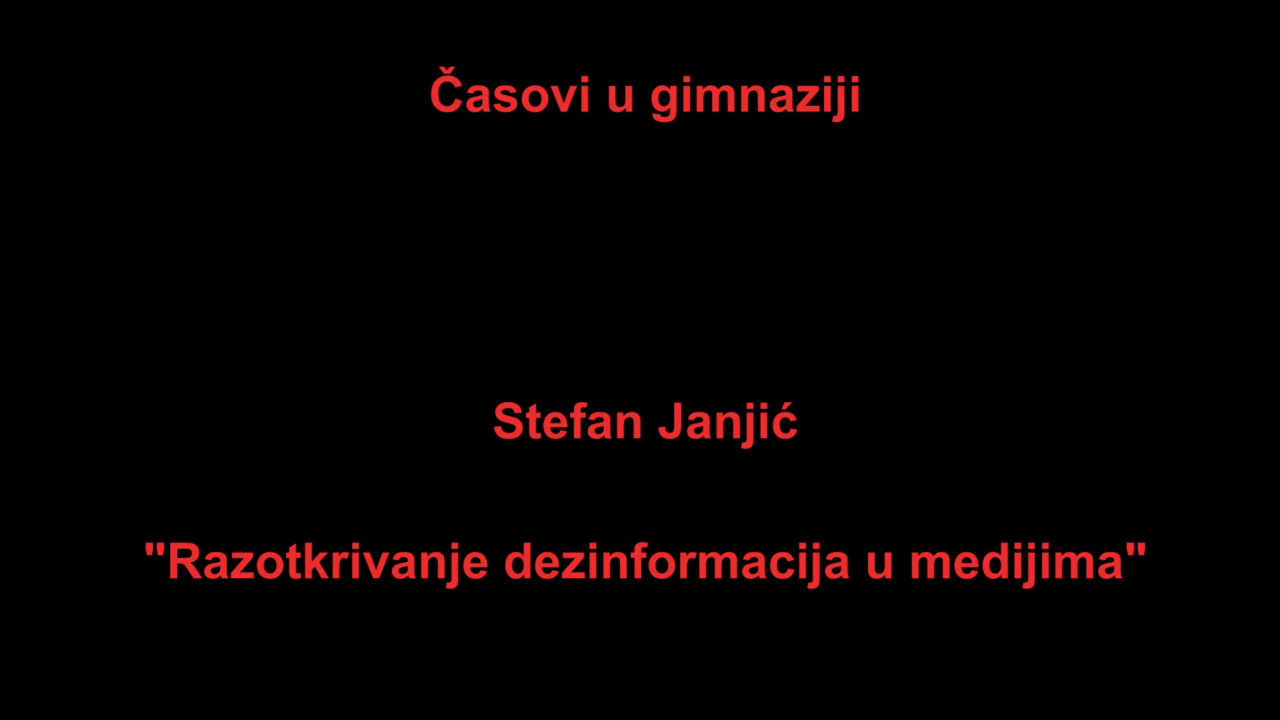 Časovi u gimnaziji
Stefan Janjić
"Razotkrivanje dezinformacija u medijima"